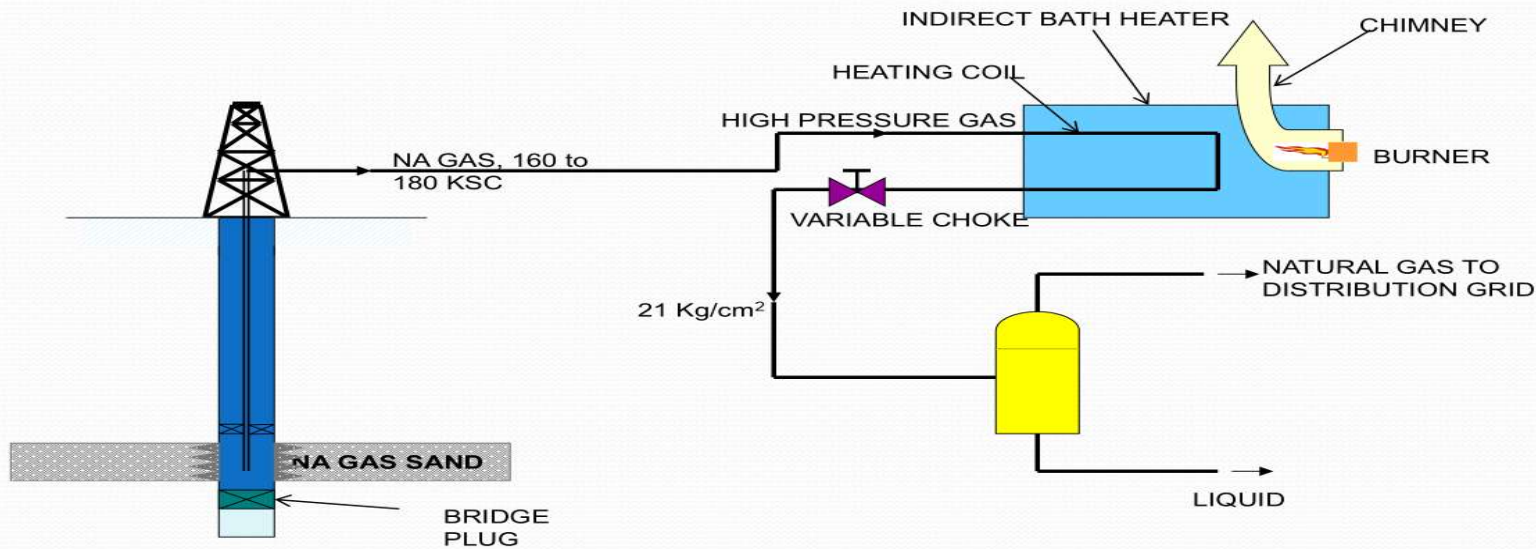 INDIRECT BATH HEATER
CHIMNEY
HEATING COIL
HIGH PRESSURE GAS
NA GAS, 160 to
180 KSC
BURNER
VARIABLE CHOKE
NATURAL GAS TO
DISTRIBUTION GRID
21 Kg/cm²
NA GAS SAND
LIQUID
BRIDGE
PLUG